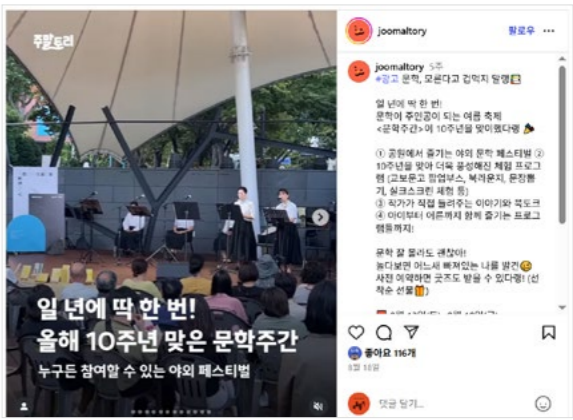 주말토리
일 년에 딱 한 번!
올해 10주년 맞은 문학주간
누구든 참여할 수 있는 야외 페스티벌
joomaltory
팔로우
joomaltory 5주
#광고 문학, 모른다고 겁먹지 말랭
일 년에 딱 한 번!
문학이 주인공이 되는 여름 축제
<문학주간>이 10주년을 맞이했다랭
① 공원에서 즐기는 야외 문학 페스티벌 ②
10주년을 맞아 더욱 풍성해진 체험 프로그
램 (교보문고 팝업부스, 북라운지, 문장뽑
기, 실크스크린 체험 등)
③ 작가가 직접 들려주는 이야기와 북토크
④ 아이부터 어른까지 함께 즐기는 프로그
램들까지!
문학 잘 몰라도 괜찮아!
놀다보면 어느새 빠져있는 나를 발견
사전 예약하면 굿즈도 받을 수 있다랭! (선
착순 선물)
좋아요 116개
8월 18일
댓글 달기...